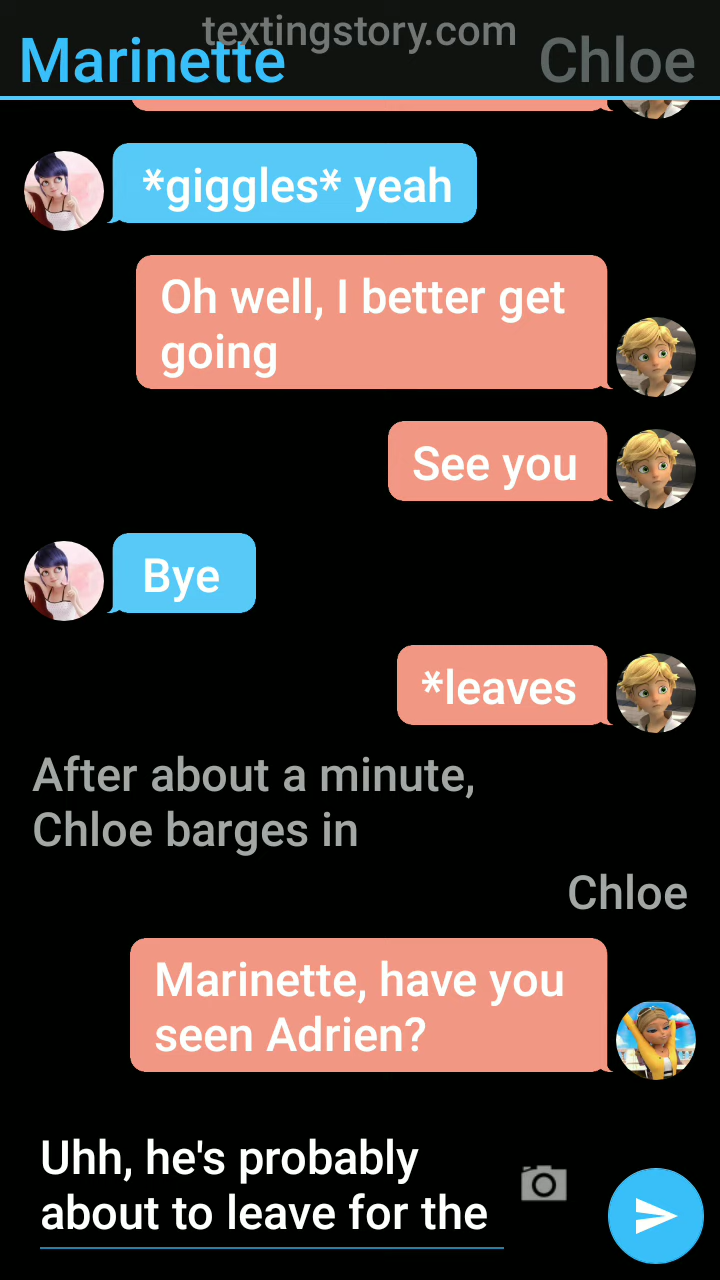 textingstory.com
Marinette Chloe
*giggles* yeah
Oh well, I better get
going
See you
Bye
*leaves
After about a minute,
Chloe barges in
Chloe
Marinette, have you
seen Adrien?
Uhh, he's probably
about to leave for the